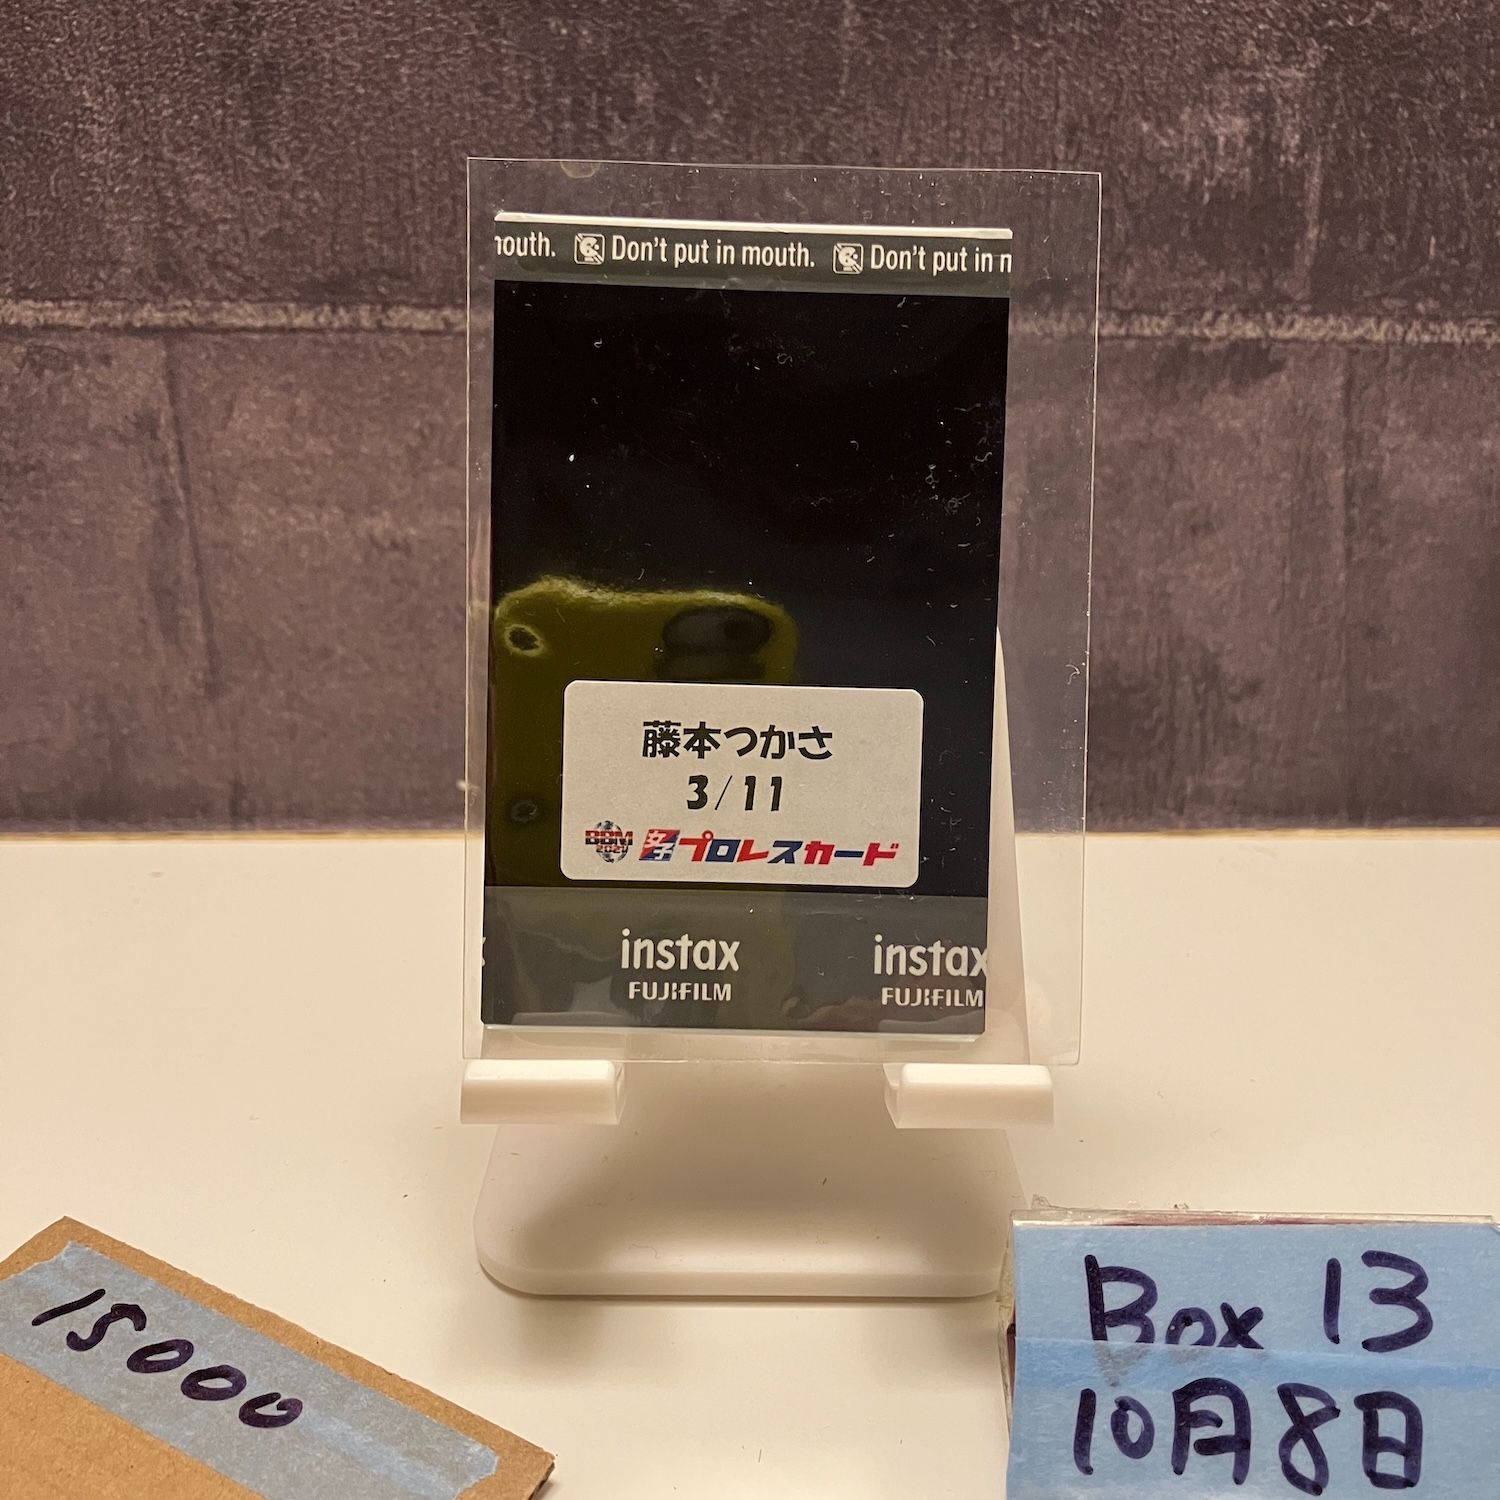 nouth. Don't put in mouth. Don't put in n
藤本つかさ
3/11
BBM 2021 女子プロレスカード
instax instax
FUJIFILM FUJIFILM
15000
Box 13
10月8日